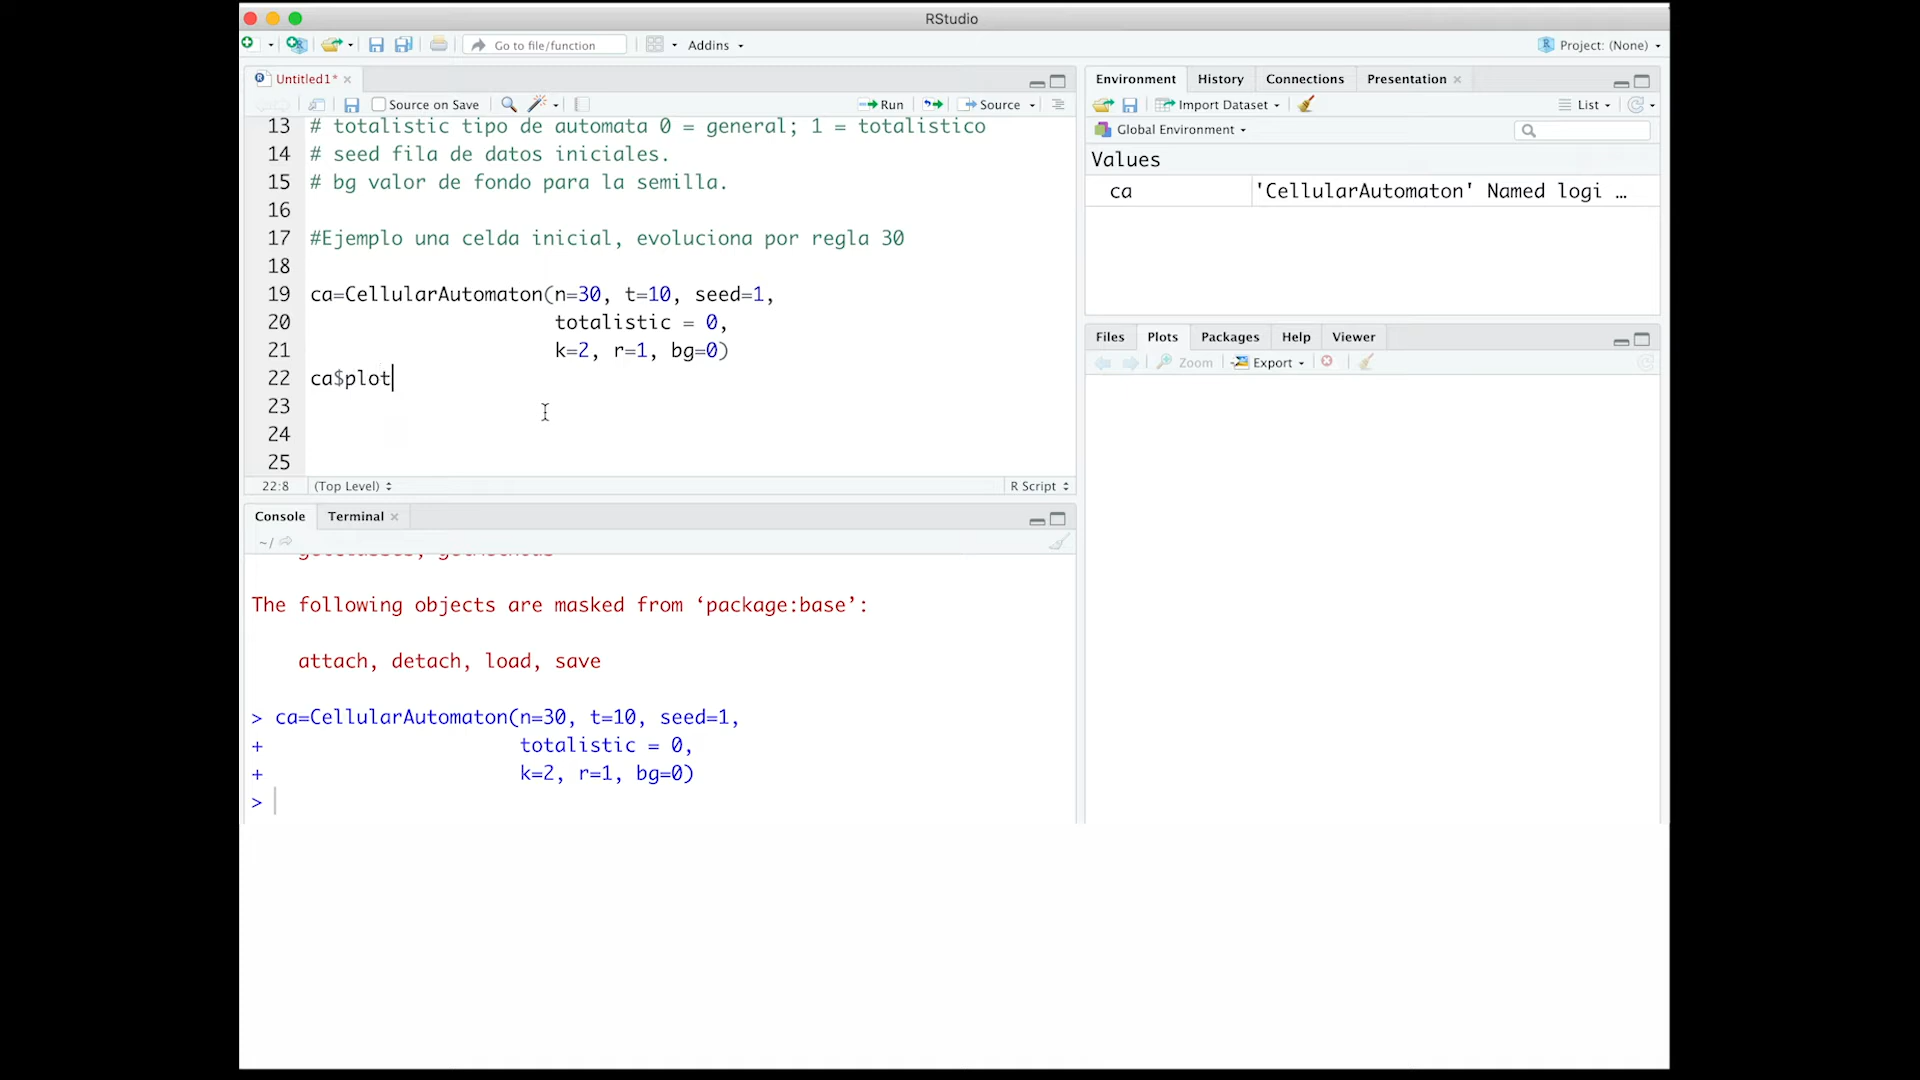 RStudio
Go to file/function
Addins
Project: (None)
Untitled1*
Source on Save
Run
Source
13 # totalistic tipo de automata 0 = general; 1 = totalistico
14 # seed fila de datos iniciales.
15 # bg valor de fondo para la semilla.
16
17 #Ejemplo una celda inicial, evoluciona por regla 30
18
19 ca=CellularAutomaton(n=30, t=10, seed=1,
20 totalistic = 0,
21 k=2, r=1, bg=0)
22 ca$plot
23
24
25
22:8 (Top Level) R Script
Console Terminal
~/
The following objects are masked from ‘package:base’:
attach, detach, load, save
> ca=CellularAutomaton(n=30, t=10, seed=1,
+ totalistic = 0,
+ k=2, r=1, bg=0)
>
Environment History Connections Presentation
Import Dataset List
Global Environment
Values
ca 'CellularAutomaton' Named logi …
Files Plots Packages Help Viewer
Zoom Export